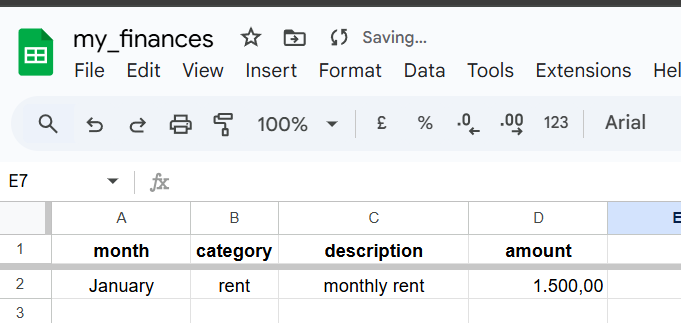 my_finances Saving...
File Edit View Insert Format Data Tools Extensions Hel
100% £ % .0 .00 123 Arial
E7 fx
A B C D E
1 month category description amount
2 January rent monthly rent 1.500,00
3